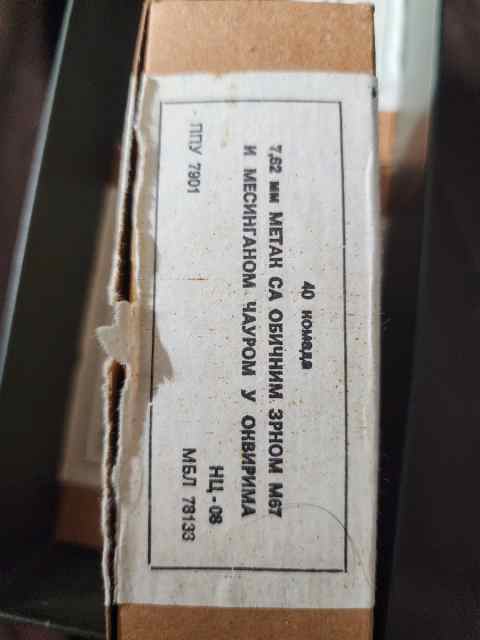 40 комада
7,62 мм МЕТАК СА ОБИЧНИМ ЗРНОМ М67
И МЕСИНГАНОМ ЧАУРОМ У ОКВИРИМА
НЦ-08
ППУ 7901
МБЛ 78133